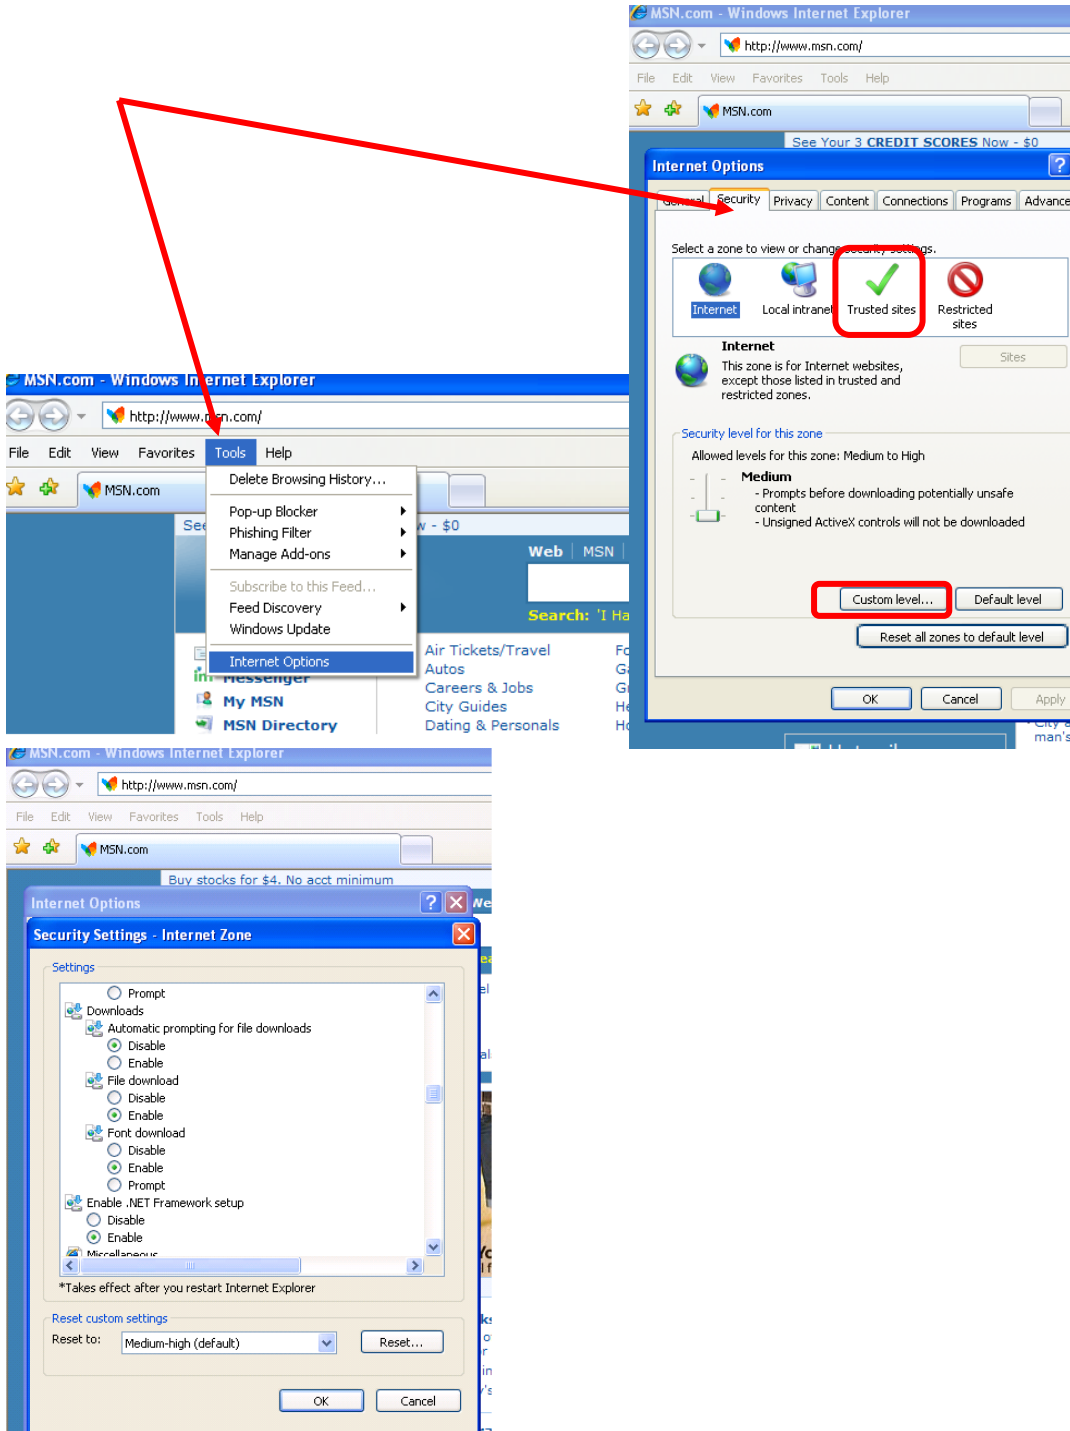 MSN.com - Windows Internet Explorer
http://www.msn.com/
File Edit View Favorites Tools Help
MSN.com
See Your 3 CREDIT SCORES Now - $0
Internet Options
General Security Privacy Content Connections Programs Advance
Select a zone to view or change security settings.
Internet Local intranet Trusted sites Restricted
sites
Internet
Sites
This zone is for Internet websites,
except those listed in trusted and
restricted zones.
Security level for this zone
Allowed levels for this zone: Medium to High
Medium
- Prompts before downloading potentially unsafe
content
- Unsigned ActiveX controls will not be downloaded
Custom level... Default level
Reset all zones to default level
OK Cancel Apply
man's
MSN.com - Windows Internet Explorer
http://www.msn.com/
File Edit View Favorites Tools Help
MSN.com
Delete Browsing History...
Pop-up Blocker
Phishing Filter
Manage Add-ons
Subscribe to this Feed...
Feed Discovery
Windows Update
Internet Options
See w - $0
Web MSN
Search: 'I Ha
Messenger
My MSN
MSN Directory
Air Tickets/Travel
Autos
Careers & Jobs
City Guides
Dating & Personals
Fo
Ga
Gr
He
Ho
MSN.com - Windows Internet Explorer
http://www.msn.com/
File Edit View Favorites Tools Help
MSN.com
Buy stocks for $4. No acct minimum
Internet Options
Security Settings - Internet Zone
Settings
Prompt
Downloads
Automatic prompting for file downloads
Disable
Enable
File download
Disable
Enable
Font download
Disable
Enable
Prompt
Enable .NET Framework setup
Disable
Enable
Miscellaneous
*Takes effect after you restart Internet Explorer
Reset custom settings
Reset to: Medium-high (default) Reset...
OK Cancel